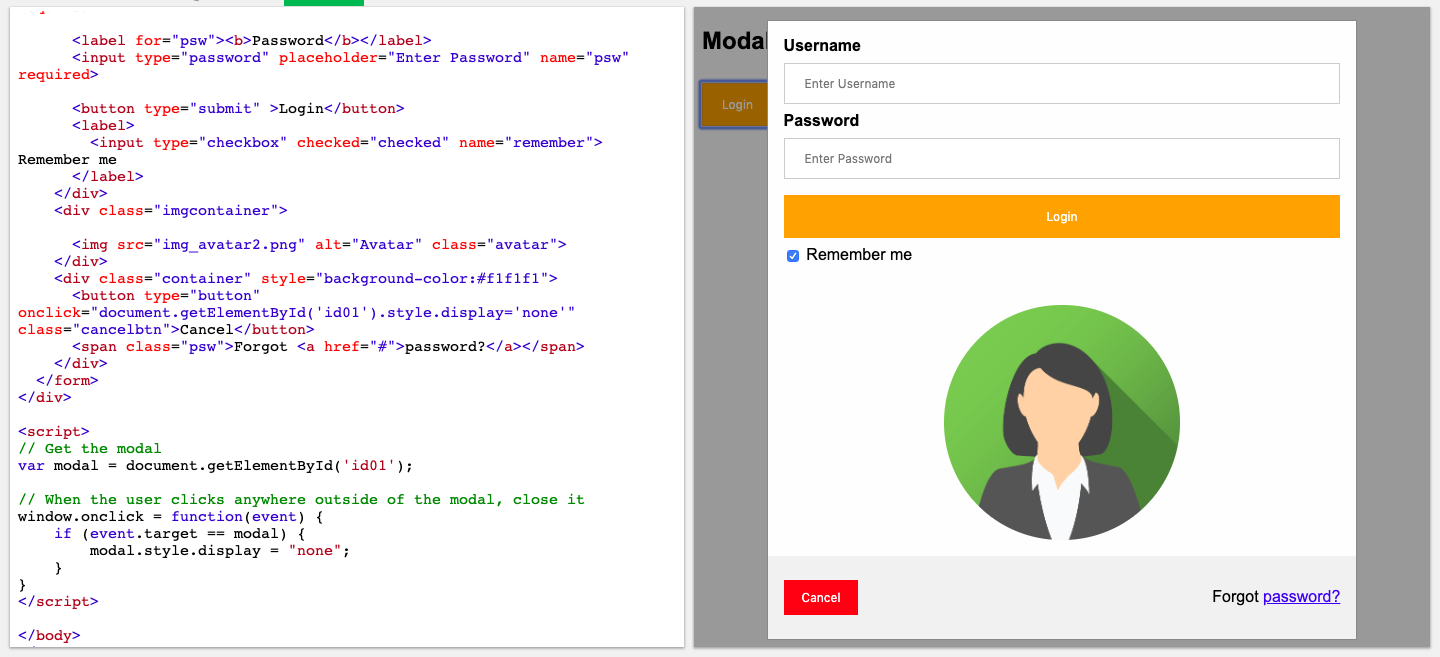 <label for="psw"><b>Password</b></label>
<input type="password" placeholder="Enter Password" name="psw"
required>
<button type="submit" >Login</button>
<label>
<input type="checkbox" checked="checked" name="remember">
Remember me
</label>
</div>
<div class="imgcontainer">
<img src="img_avatar2.png" alt="Avatar" class="avatar">
</div>
<div class="container" style="background-color:#f1f1f1">
<button type="button"
onclick="document.getElementById('id01').style.display='none'"
class="cancelbtn">Cancel</button>
<span class="psw">Forgot <a href="#">password?</a></span>
</div>
</form>
</div>
<script>
// Get the modal
var modal = document.getElementById('id01');
// When the user clicks anywhere outside of the modal, close it
window.onclick = function(event) {
if (event.target == modal) {
modal.style.display = "none";
}
}
</script>
</body>
Modal
Login
Username
Enter Username
Password
Enter Password
Login
Remember me
Cancel
Forgot password?